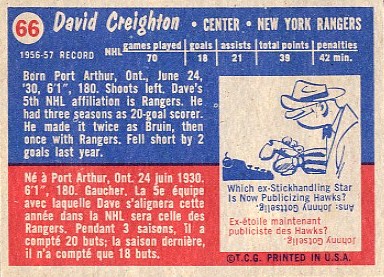 66
David Creighton • CENTER • NEW YORK RANGERS
1956-57 RECORD
NHL
games played goals assists total points penalties
70 18 21 39 42 min.
Born Port Arthur, Ont., June 24,
'30, 6'1", 180. Shoots left. Dave's
5th NHL affiliation is Rangers. He
had three seasons as 20-goal scorer.
He made it twice as Bruin, then
once with Rangers. Fell short by 2
goals last year.
Né à Port Arthur, Ont. 24 juin 1930.
6'1", 180. Gaucher. La 5e équipe
avec laquelle Dave s'alignera cette
année dans la NHL sera celle des
Rangers. Pendant 3 saisons, il a
compté 20 buts; la saison dernière,
il n'a compté que 18 buts.
Which ex-Stickhandling Star
Is Now Publicizing Hawks?
Ans. Johnny Gottselig.
Ex-étoile maintenant
publiciste des Hawks?
Johnny Gottselig.
©T.C.G. PRINTED IN U.S.A.